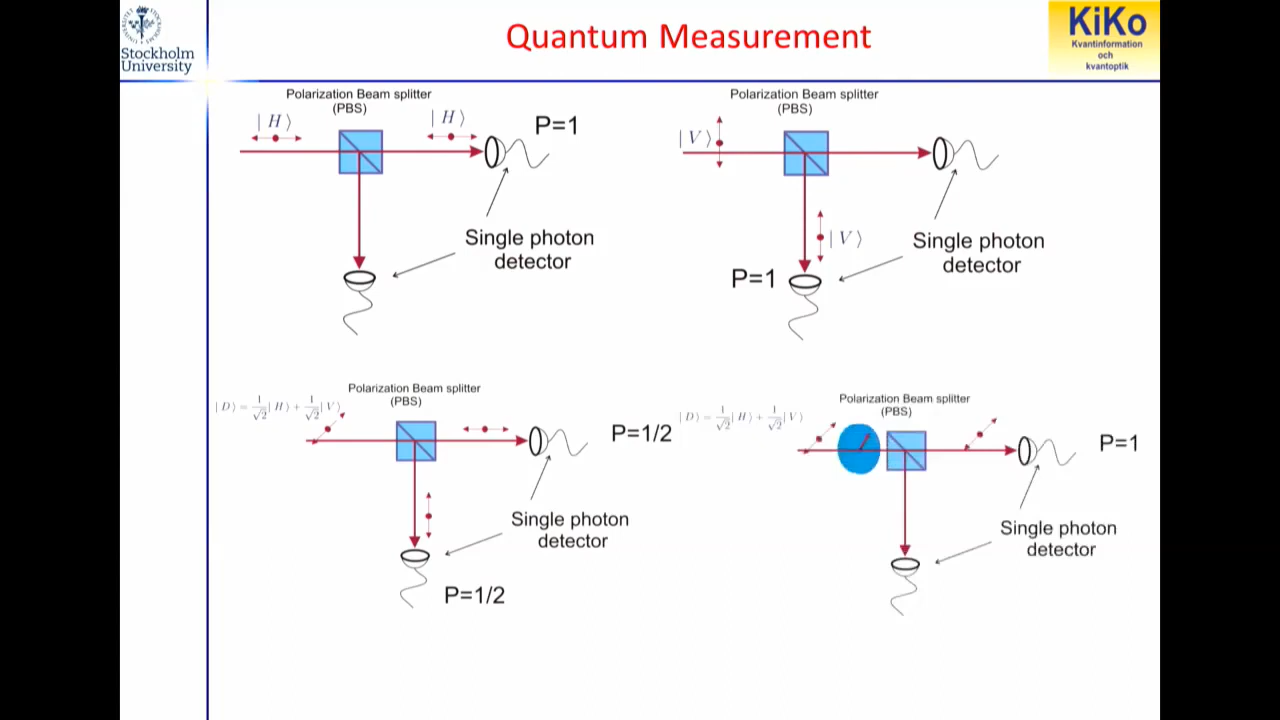 Stockholm
University
Quantum Measurement
KiKo
Kvantinformation
och
kvantoptik
Polarization Beam splitter
(PBS)
| H ⟩
| H ⟩
P=1
Single photon
detector
Polarization Beam splitter
(PBS)
| V ⟩
| V ⟩
P=1
Single photon
detector
Polarization Beam splitter
(PBS)
| D ⟩ = 1/√2 | H ⟩ + 1/√2 | V ⟩
P=1/2
Single photon
detector
P=1/2
Polarization Beam splitter
(PBS)
| D ⟩ = 1/√2 | H ⟩ + 1/√2 | V ⟩
P=1
Single photon
detector